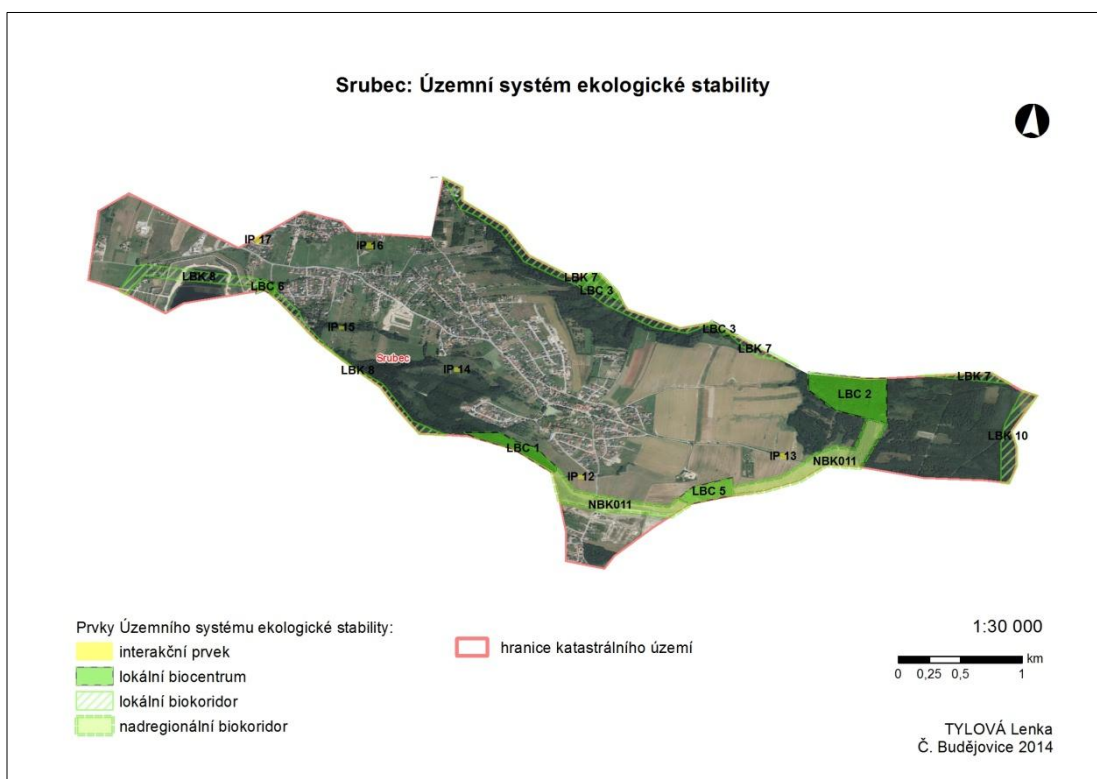 Srubec: Územní systém ekologické stability
IP 17
IP 16
LBK 8
LBC 6
LBK 7
LBC 3
IP 15
LBC 3
LBK 7
Srubec
LBK 8
IP 14
LBK 7
LBC 2
LBK 10
LBC 1
IP 13
NBK011
IP 12
LBC 5
NBK011
Prvky Územního systému ekologické stability:
interakční prvek
lokální biocentrum
lokální biokoridor
nadregionální biokoridor
hranice katastrálního území
1:30 000
km
0 0,25 0,5 1
TYLOVÁ Lenka
Č. Budějovice 2014